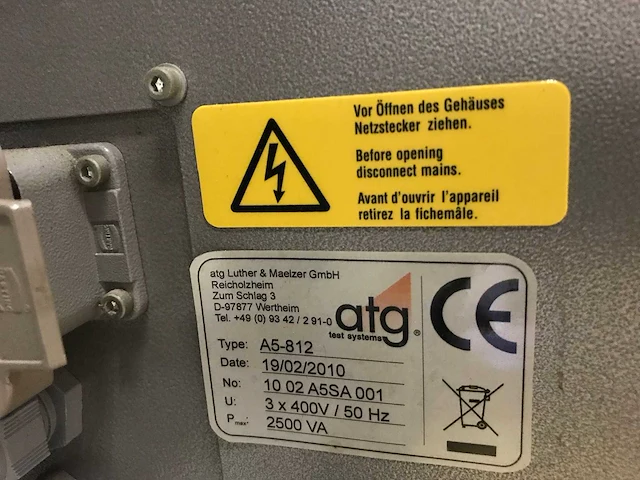 Vor Öffnen des Gehäuses
Netzstecker ziehen.
Before opening
disconnect mains.
Avant d'ouvrir l'appareil
retirez la fichemâle.
atg Luther & Maelzer GmbH
Reicholzheim
Zum Schlag 3
D-97877 Wertheim
Tel. +49 (0) 93 42 / 2 91-0
atg®
test systems
CE
Type: A5-812
Date: 19/02/2010
No: 10 02 A5SA 001
U: 3 x 400V / 50 Hz
Pmax: 2500 VA